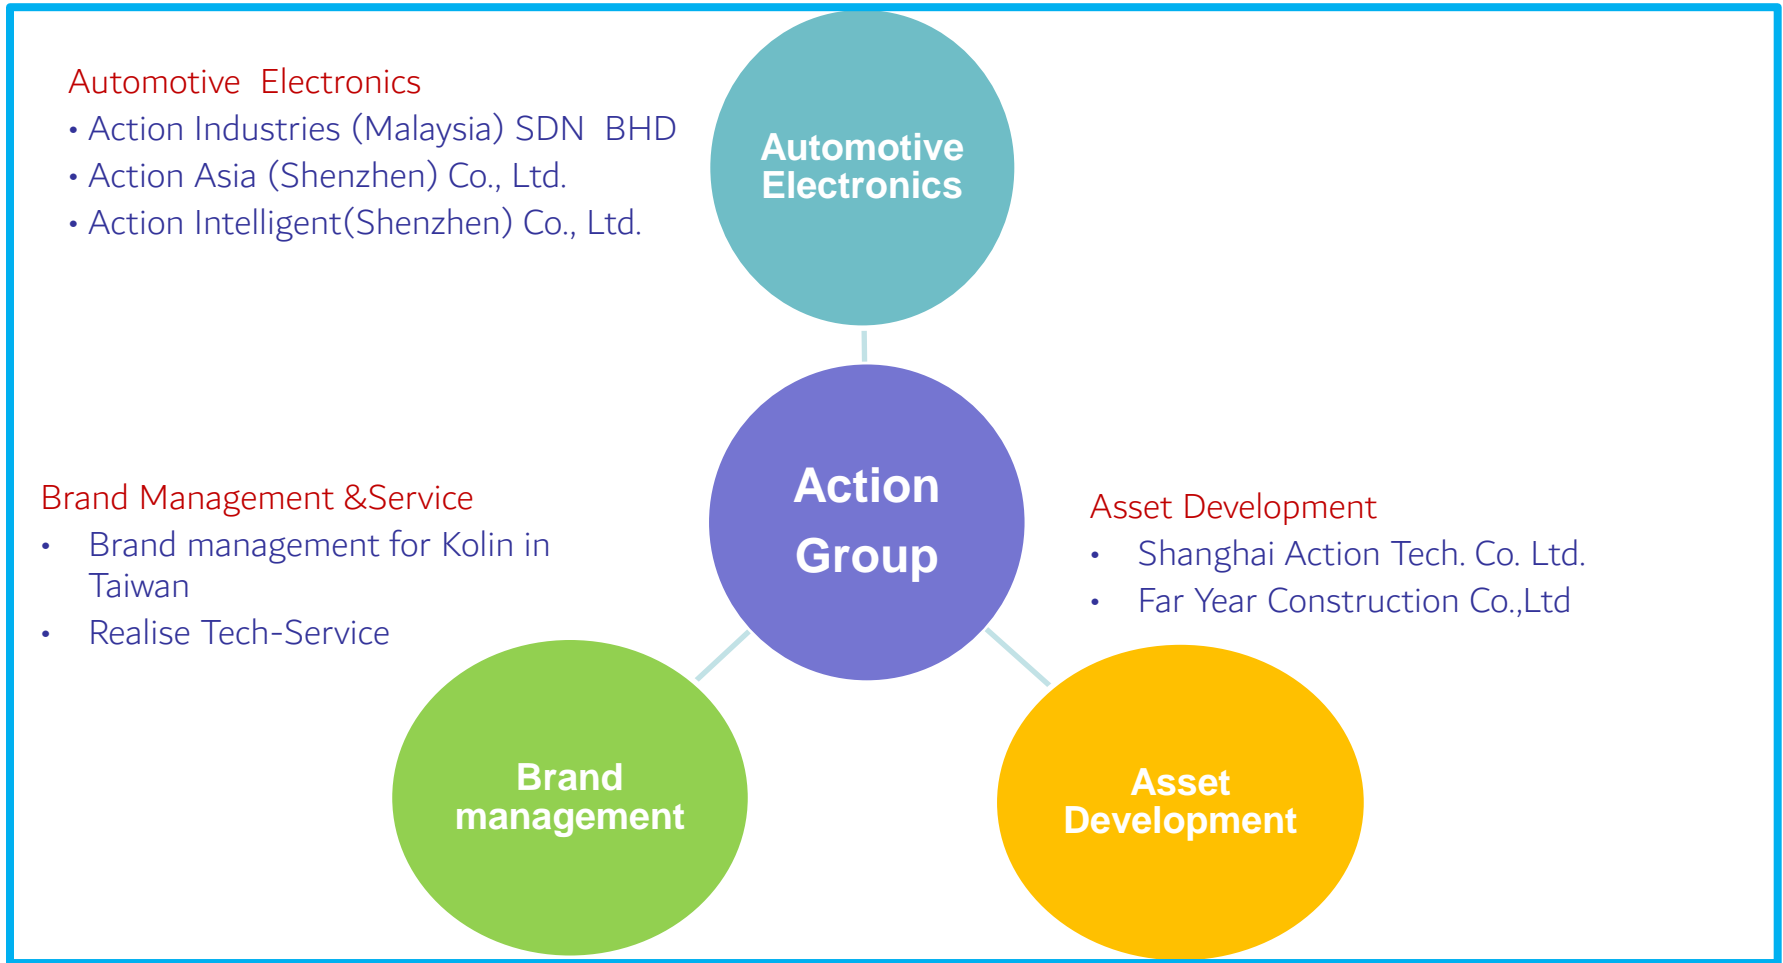 Automotive  Electronics
• Action Industries (Malaysia) SDN  BHD
• Action Asia (Shenzhen) Co., Ltd.
• Action Intelligent(Shenzhen) Co., Ltd.
Automotive
Electronics
Action
Group
Brand Management &Service
• Brand management for Kolin in
Taiwan
• Realise Tech-Service
Asset Development
• Shanghai Action Tech. Co. Ltd.
• Far Year Construction Co.,Ltd
Brand
management
Asset
Development